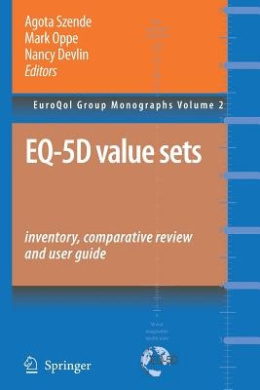 Agota Szende
Mark Oppe
Nancy Devlin
Editors
EuroQol Group Monographs Volume 2
EQ-5D value sets
inventory, comparative review
and user guide
Springer